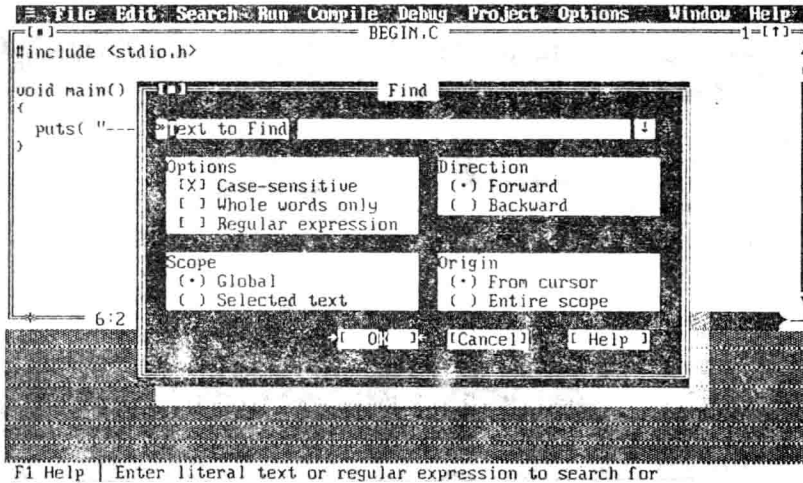 ≡ File Edit Search Run Compile Debug Project Options Window Help
[■] BEGIN.C 1=[↑]
#include <stdio.h>
void main()
{
puts( "---
}
6:2
[■] Find
Text to Find ↓
Options
[X] Case-sensitive
[ ] Whole words only
[ ] Regular expression
Direction
(•) Forward
( ) Backward
Scope
(•) Global
( ) Selected text
Origin
(•) From cursor
( ) Entire scope
[ OK ] [Cancel] [ Help ]
F1 Help | Enter literal text or regular expression to search for